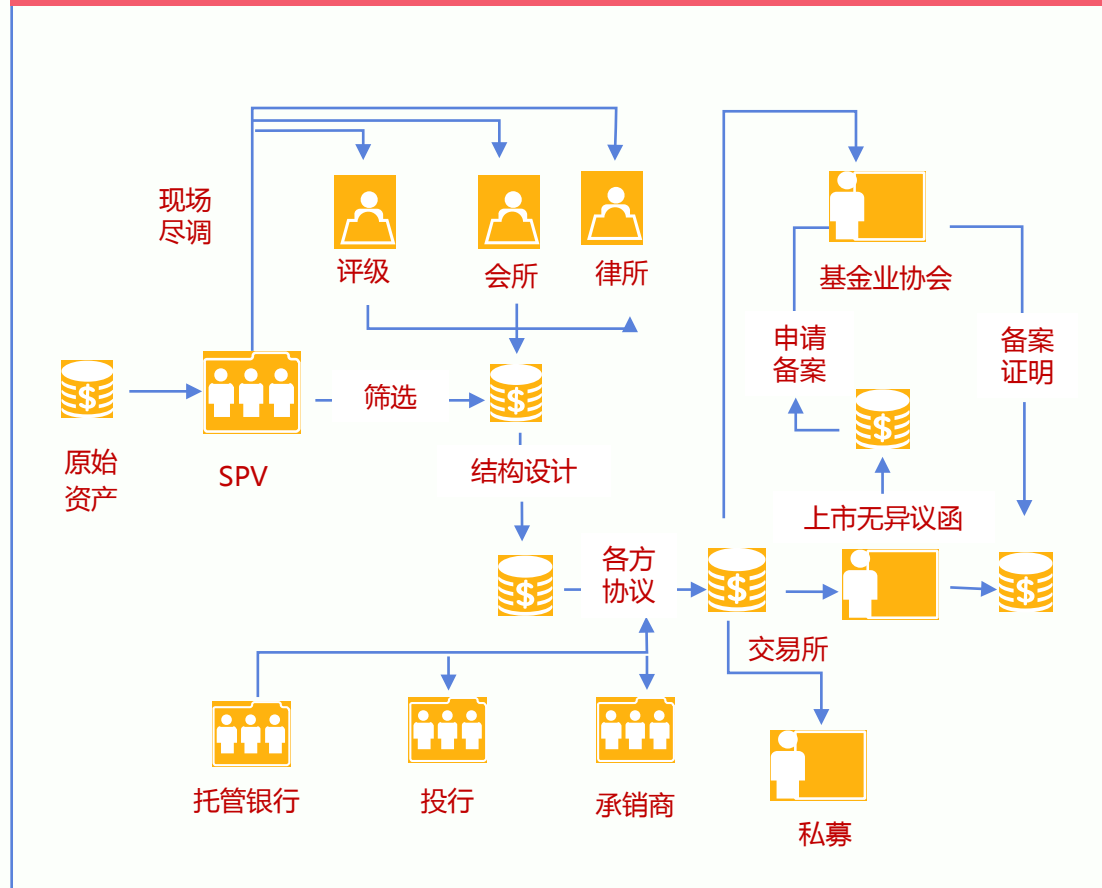 现场
尽调
评级
会所
律所
基金业协会
申请
备案
备案
证明
原始
资产
SPV
筛选
结构设计
上市无异议函
各方
协议
交易所
托管银行
投行
承销商
私募